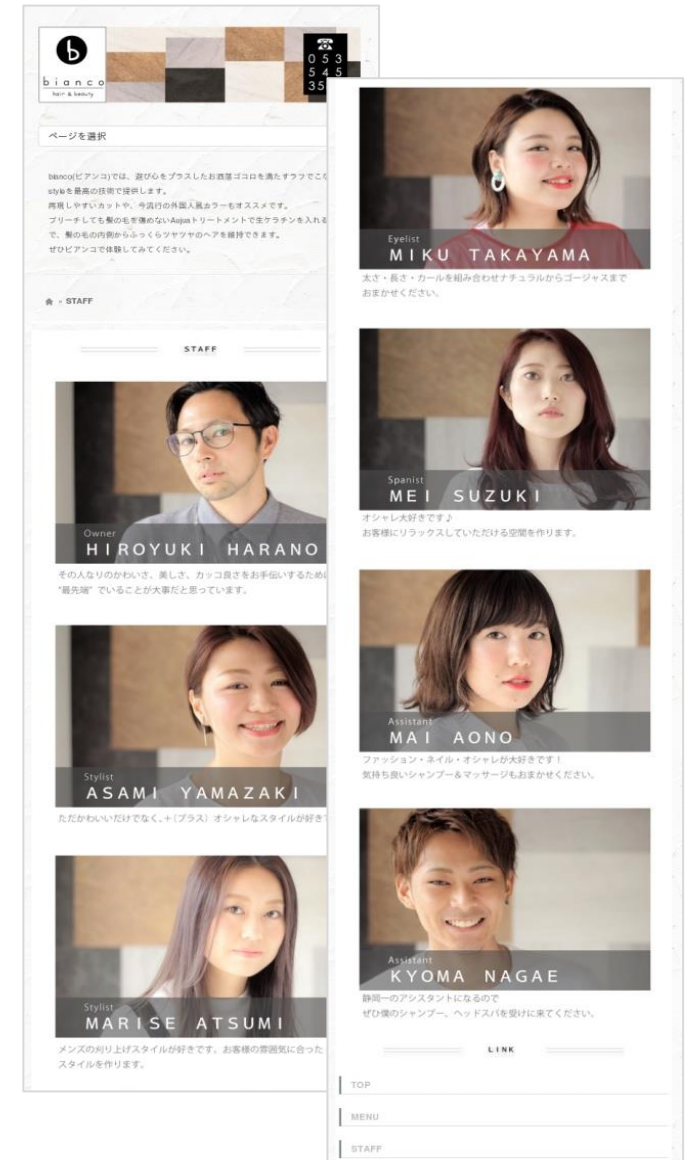 b
bianco
hair & beauty
053
545
35
ページを選択
bianco(ビアンコ)では、遊び心をプラスしたお洒落ゴコロを満たすラフでこ
styleを最高の技術で提供します。
再現しやすいカットや、今流行の外国人風カラーもオススメです。
ブリーチしても髪の毛を傷めないAujuaトリートメントで生ケラチンを入れる
で、髪の毛の内側からふっくらツヤツヤのヘアを維持できます。
ぜひビアンコで体験してみてください。
» STAFF
STAFF
Owner
HIROYUKI HARANO
その人なりのかわいさ、美しさ、カッコ良さをお手伝いするため
"最先端" でいることが大事だと思っています。
Stylist
ASAMI YAMAZAKI
ただかわいいだけでなく、+(プラス) オシャレなスタイルが好き
Stylist
MARISE ATSUMI
メンズの刈り上げスタイルが好きです。お客様の雰囲気に合った
スタイルを作ります。
Eyelist
MIKU TAKAYAMA
太さ・長さ・カールを組み合わせナチュラルからゴージャスまで
おまかせください。
Spanist
MEI SUZUKI
オシャレ大好きです♪
お客様にリラックスしていただける空間を作ります。
Assistant
MAI AONO
ファッション・ネイル・オシャレが大好きです!
気持ち良いシャンプー&マッサージもおまかせください。
Assistant
KYOMA NAGAE
静岡一のアシスタントになるので
ぜひ僕のシャンプー、ヘッドスパを受けに来てください。
LINK
TOP
MENU
STAFF